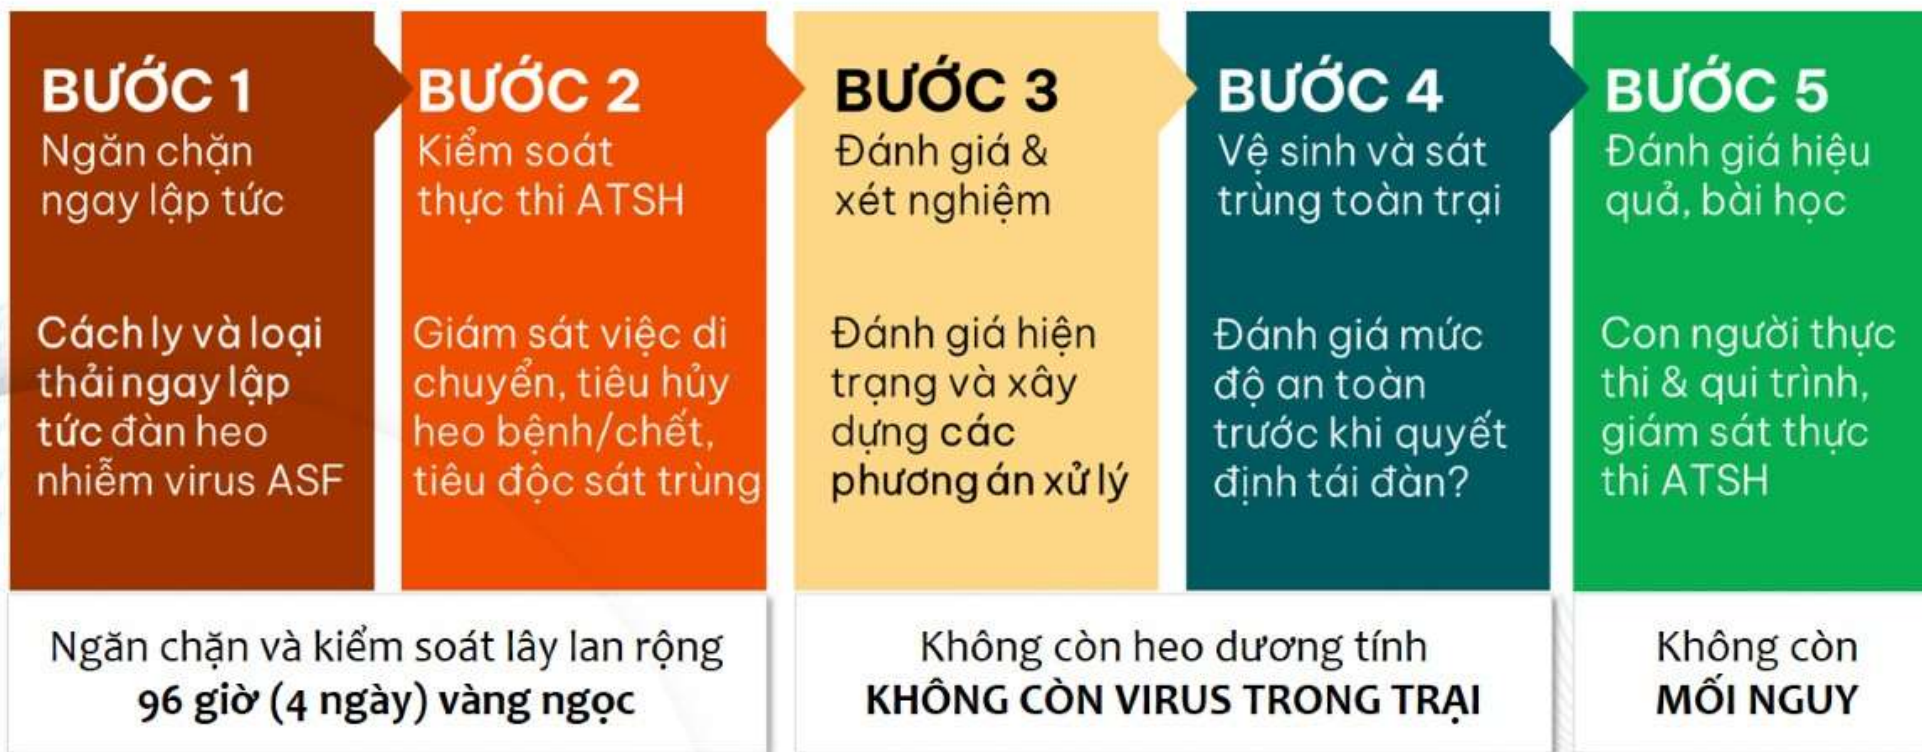 BƯỚC 1
Ngăn chặn
ngay lập tức
Cách ly và loại
thải ngay lập
tức đàn heo
nhiễm virus ASF
BƯỚC 2
Kiểm soát
thực thi ATSH
Giám sát việc di
chuyển, tiêu hủy
heo bệnh/chết,
tiêu độc sát trùng
BƯỚC 3
Đánh giá &
xét nghiệm
Đánh giá hiện
trạng và xây
dựng các
phương án xử lý
BƯỚC 4
Vệ sinh và sát
trùng toàn trại
Đánh giá mức
độ an toàn
trước khi quyết
định tái đàn?
BƯỚC 5
Đánh giá hiệu
quả, bài học
Con người thực
thi & qui trình,
giám sát thực
thi ATSH
Ngăn chặn và kiểm soát lây lan rộng
96 giờ (4 ngày) vàng ngọc
Không còn heo dương tính
KHÔNG CÒN VIRUS TRONG TRẠI
Không còn
MỐI NGUY